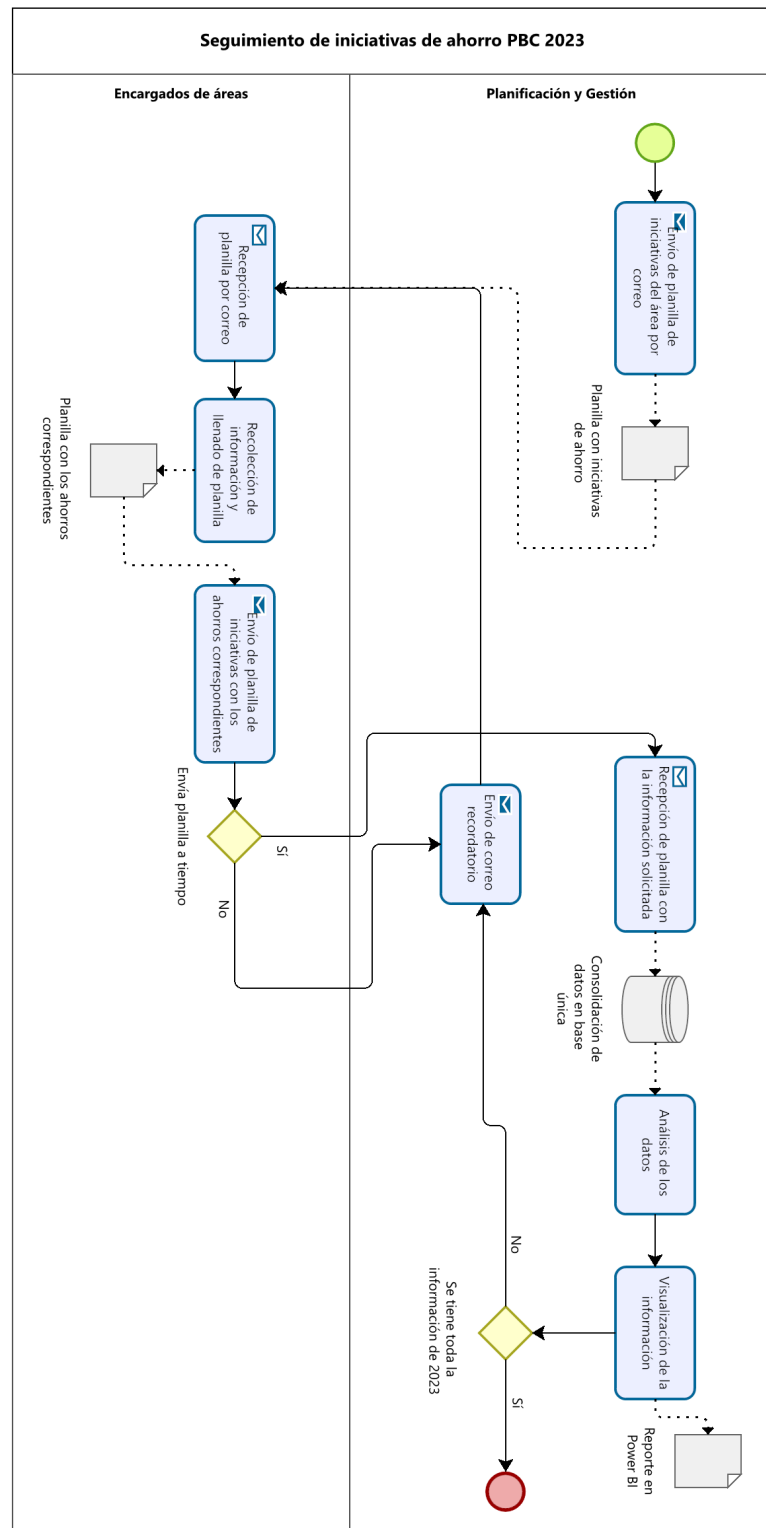 Seguimiento de iniciativas de ahorro PBC 2023
Encargados de áreas
Planificación y Gestión
Envío de planilla de
iniciativas del área por
correo
Planilla con iniciativas
de ahorro
Recepción de
planilla por correo
Recolección de
información y
llenado de planilla
Planilla con los ahorros
correspondientes
Envío de planilla de
iniciativas con los
ahorros correspondientes
Envía planilla a tiempo
Sí
No
Envío de correo
recordatorio
Recepción de planilla con
la información solicitada
Consolidación de
datos en base
única
Análisis de los
datos
Visualización de la
información
Reporte en
Power BI
Se tiene toda la
información de 2023
No
Sí